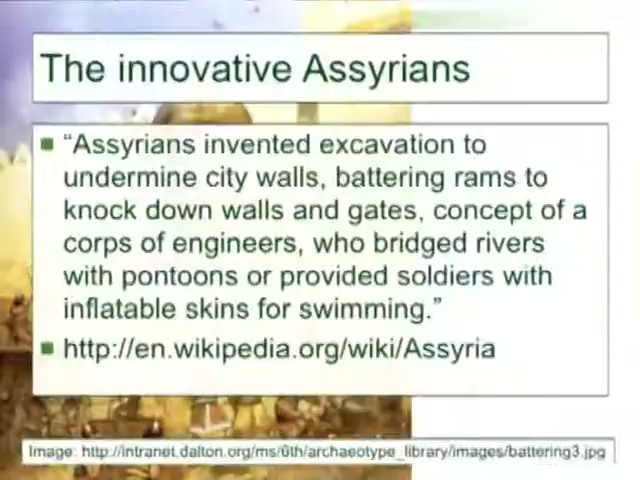 The innovative Assyrians
“Assyrians invented excavation to
undermine city walls, battering rams to
knock down walls and gates, concept of a
corps of engineers, who bridged rivers
with pontoons or provided soldiers with
inflatable skins for swimming.”
http://en.wikipedia.org/wiki/Assyria
Image: http://intranet.dalton.org/ms/6th/archaeotype_library/images/battering3.jpg